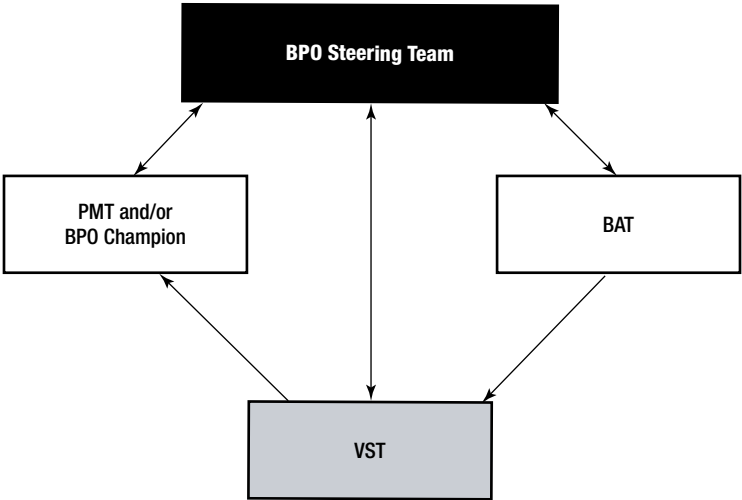 BPO Steering Team
PMT and/or
BPO Champion
BAT
VST